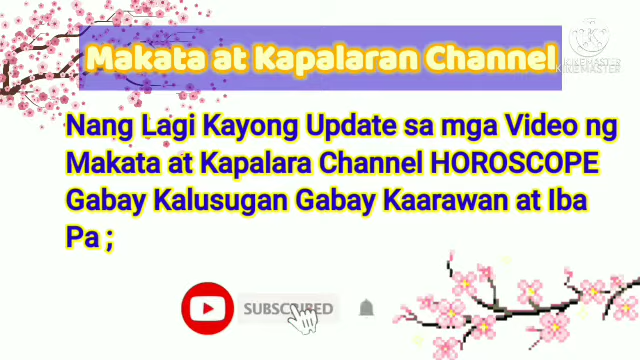 Makata at Kapalaran Channel
KINEMASTER
KINEMASTER
Nang Lagi Kayong Update sa mga Video ng
Makata at Kapalara Channel HOROSCOPE
Gabay Kalusugan Gabay Kaarawan at Iba
Pa ;
SUBSCRIBED